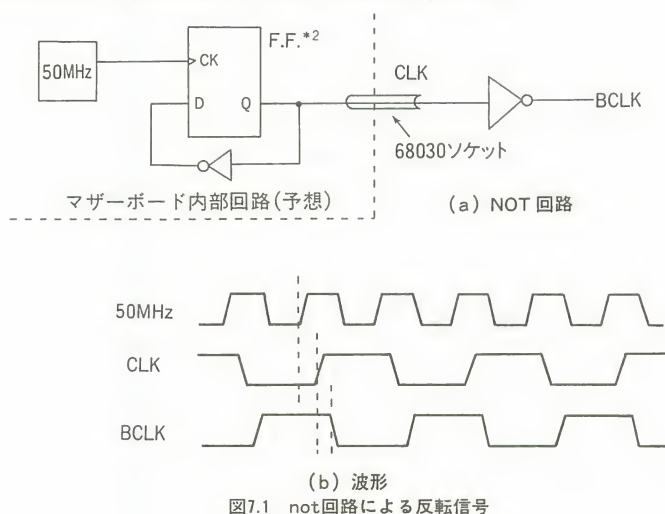 F.F.*2
50MHz
CK
D
Q
CLK
BCLK
68030ソケット
マザーボード内部回路(予想)
(a) NOT 回路
50MHz
CLK
BCLK
(b) 波形
図7.1 not回路による反転信号